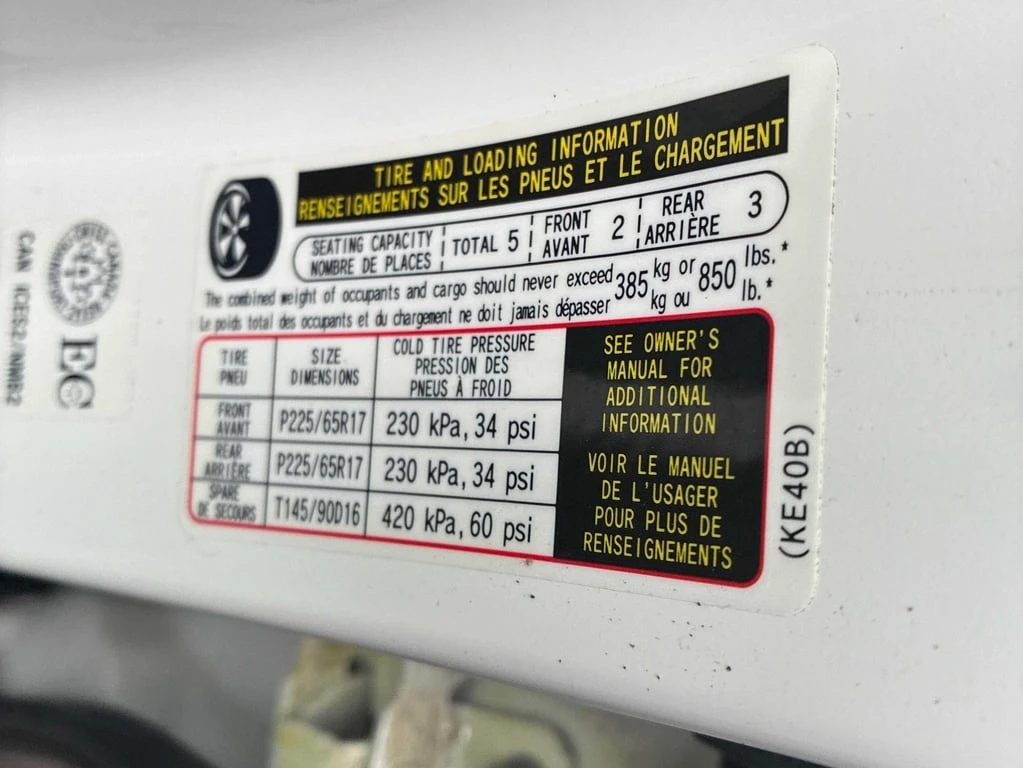 TIRE AND LOADING INFORMATION
RENSEIGNEMENTS SUR LES PNEUS ET LE CHARGEMENT
SEATING CAPACITY TOTAL 5 FRONT 2 REAR 3
NOMBRE DE PLACES AVANT ARRIÈRE
The combined weight of occupants and cargo should never exceed 385 kg or 850 lbs.*
Le poids total des occupants et du chargement ne doit jamais dépasser kg ou lb.*
TIRE SIZE COLD TIRE PRESSURE
PNEU DIMENSIONS PRESSION DES
PNEUS À FROID
FRONT
AVANT P225/65R17 230 kPa, 34 psi
REAR
ARRIÈRE P225/65R17 230 kPa, 34 psi
SPARE
DE SECOURS T145/90D16 420 kPa, 60 psi
SEE OWNER'S
MANUAL FOR
ADDITIONAL
INFORMATION
VOIR LE MANUEL
DE L'USAGER
POUR PLUS DE
RENSEIGNEMENTS
(KE40B)
CAN ICES2/NMB2